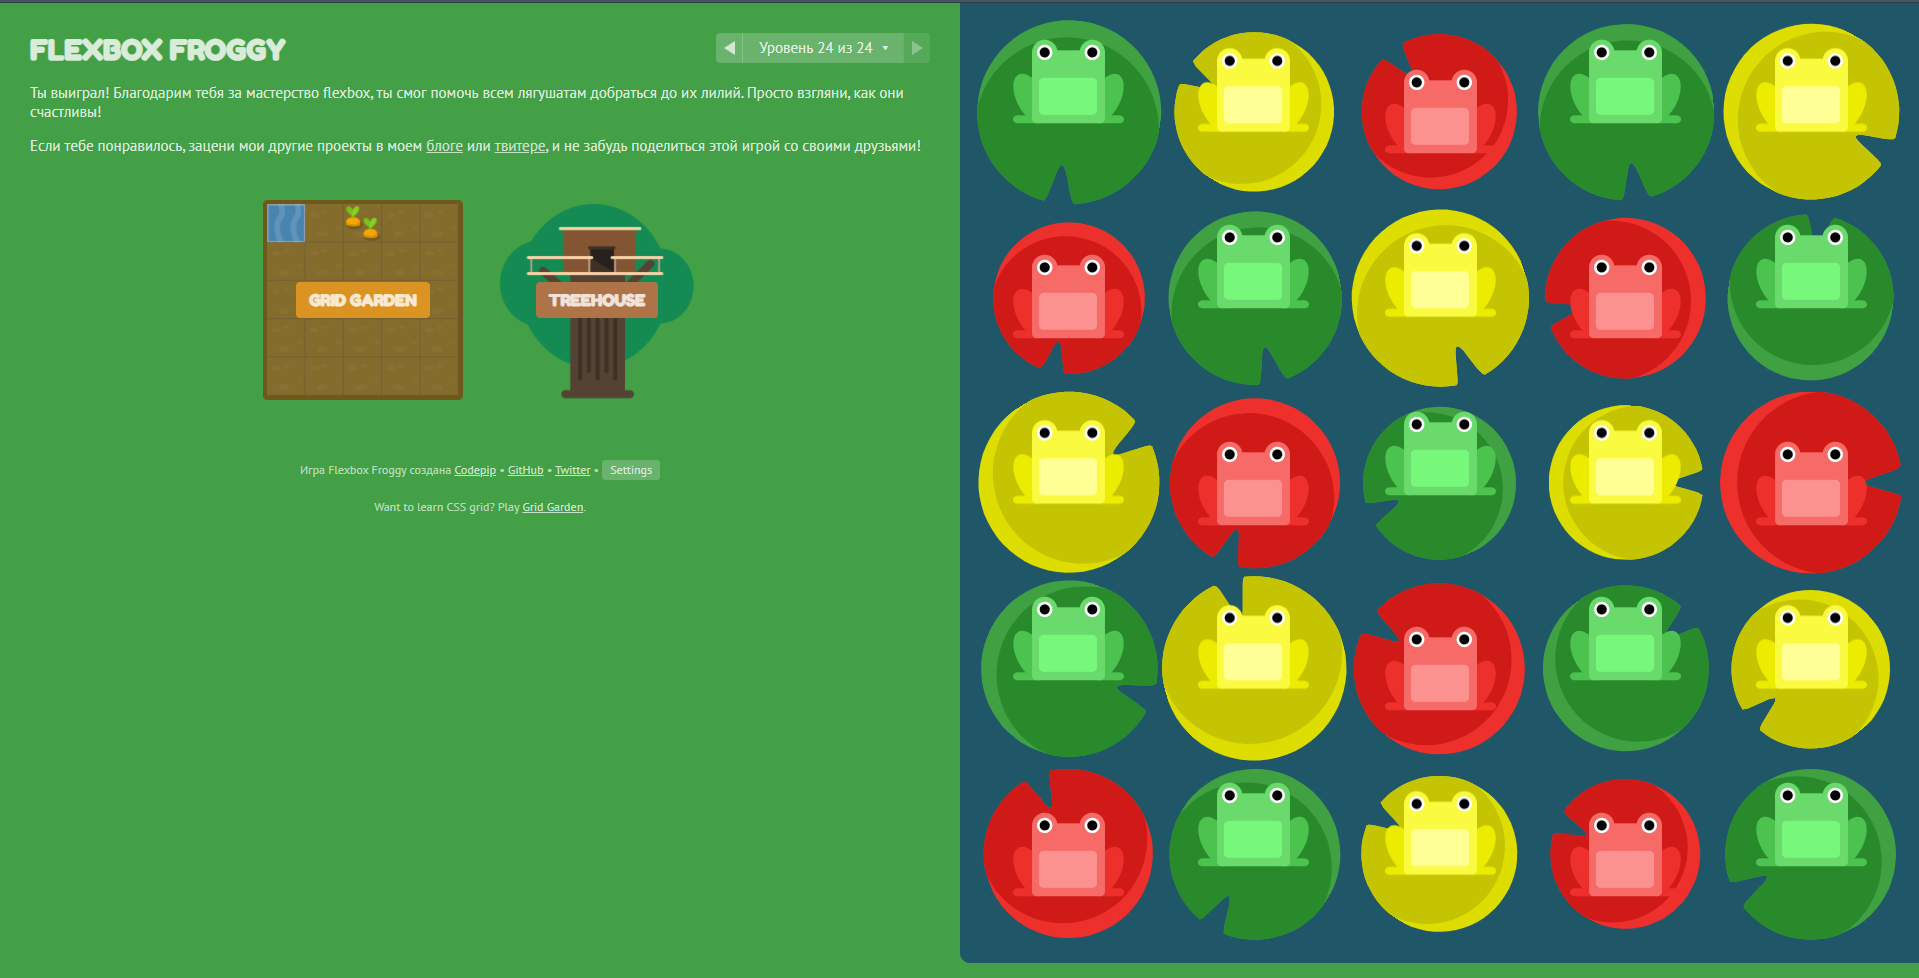 FLEXBOX FROGGY
Уровень 24 из 24
Ты выиграл! Благодарим тебя за мастерство flexbox, ты смог помочь всем лягушатам добраться до их лилий. Просто взгляни, как они
счастливы!
Если тебе понравилось, зацени мои другие проекты в моем блоге или твитере, и не забудь поделиться этой игрой со своими друзьями!
GRID GARDEN
TREEHOUSE
Игра Flexbox Froggy создана Codepip • GitHub • Twitter • Settings
Want to learn CSS grid? Play Grid Garden.